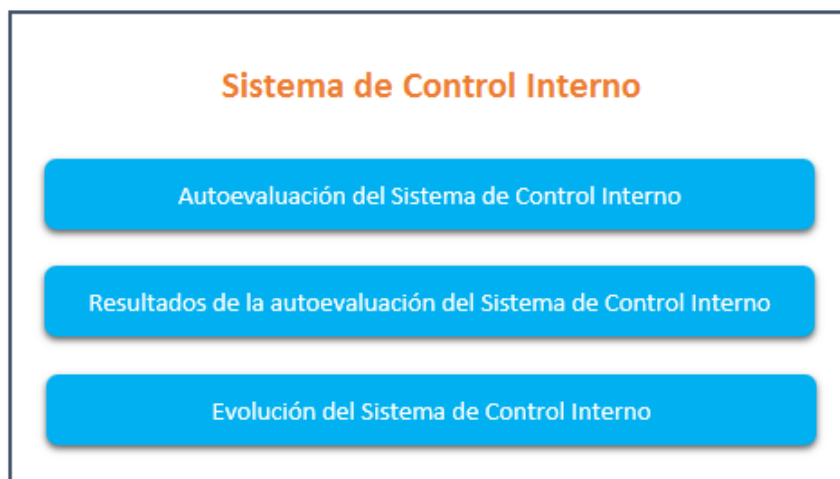 Sistema de Control Interno
Autoevaluación del Sistema de Control Interno
Resultados de la autoevaluación del Sistema de Control Interno
Evolución del Sistema de Control Interno